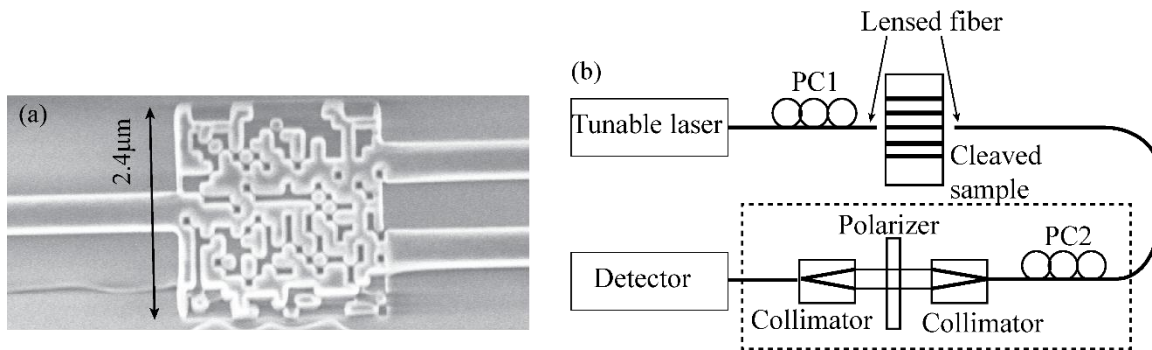 (a)
2.4μm
(b)
Lensed fiber
PC1
Tunable laser
Cleaved
sample
Polarizer
PC2
Detector
Collimator
Collimator